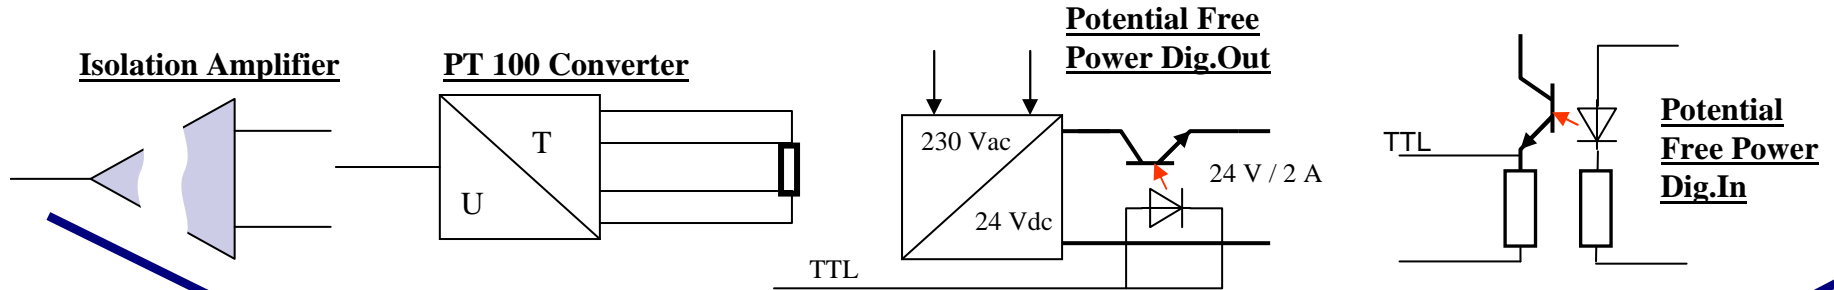 Isolation Amplifier
PT 100 Converter
T
U
Potential Free
Power Dig.Out
230 Vac
24 Vdc
24 V / 2 A
TTL
TTL
Potential
Free Power
Dig.In